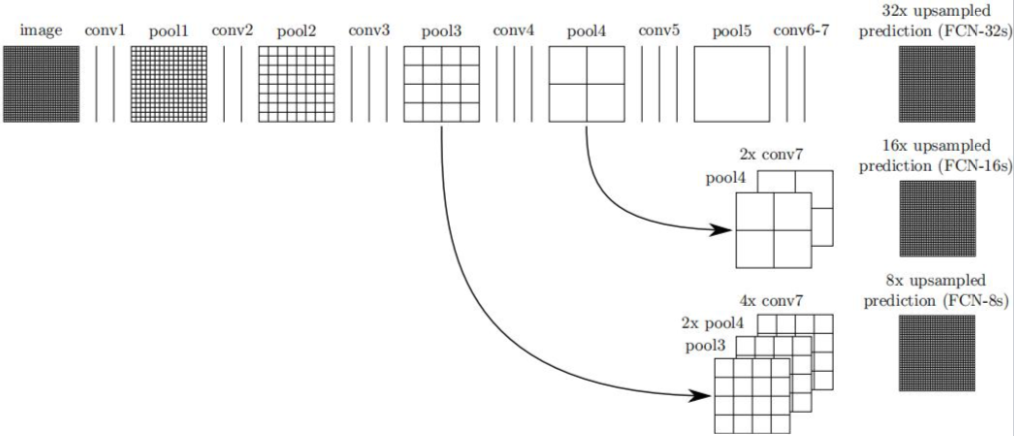 image
conv1
pool1
conv2
pool2
conv3
pool3
conv4
pool4
conv5
pool5
conv6-7
32x upsampled
prediction (FCN-32s)
16x upsampled
prediction (FCN-16s)
2x conv7
pool4
8x upsampled
prediction (FCN-8s)
4x conv7
2x pool4
pool3